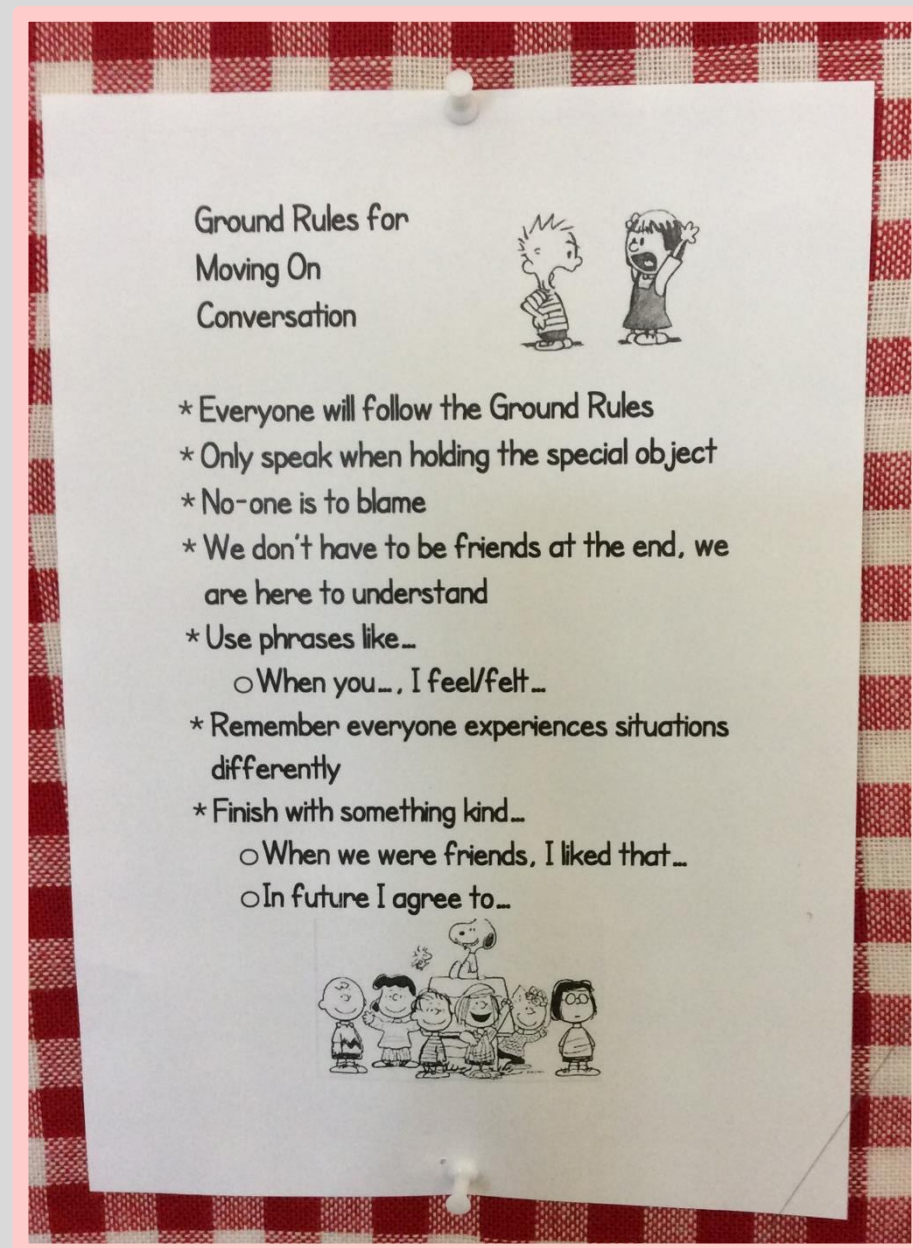 Ground Rules for
Moving On
Conversation
* Everyone will follow the Ground Rules
* Only speak when holding the special object
* No-one is to blame
* We don't have to be friends at the end, we
are here to understand
* Use phrases like...
o When you..., I feel/felt...
* Remember everyone experiences situations
differently
* Finish with something kind...
o When we were friends, I liked that...
o In future I agree to...